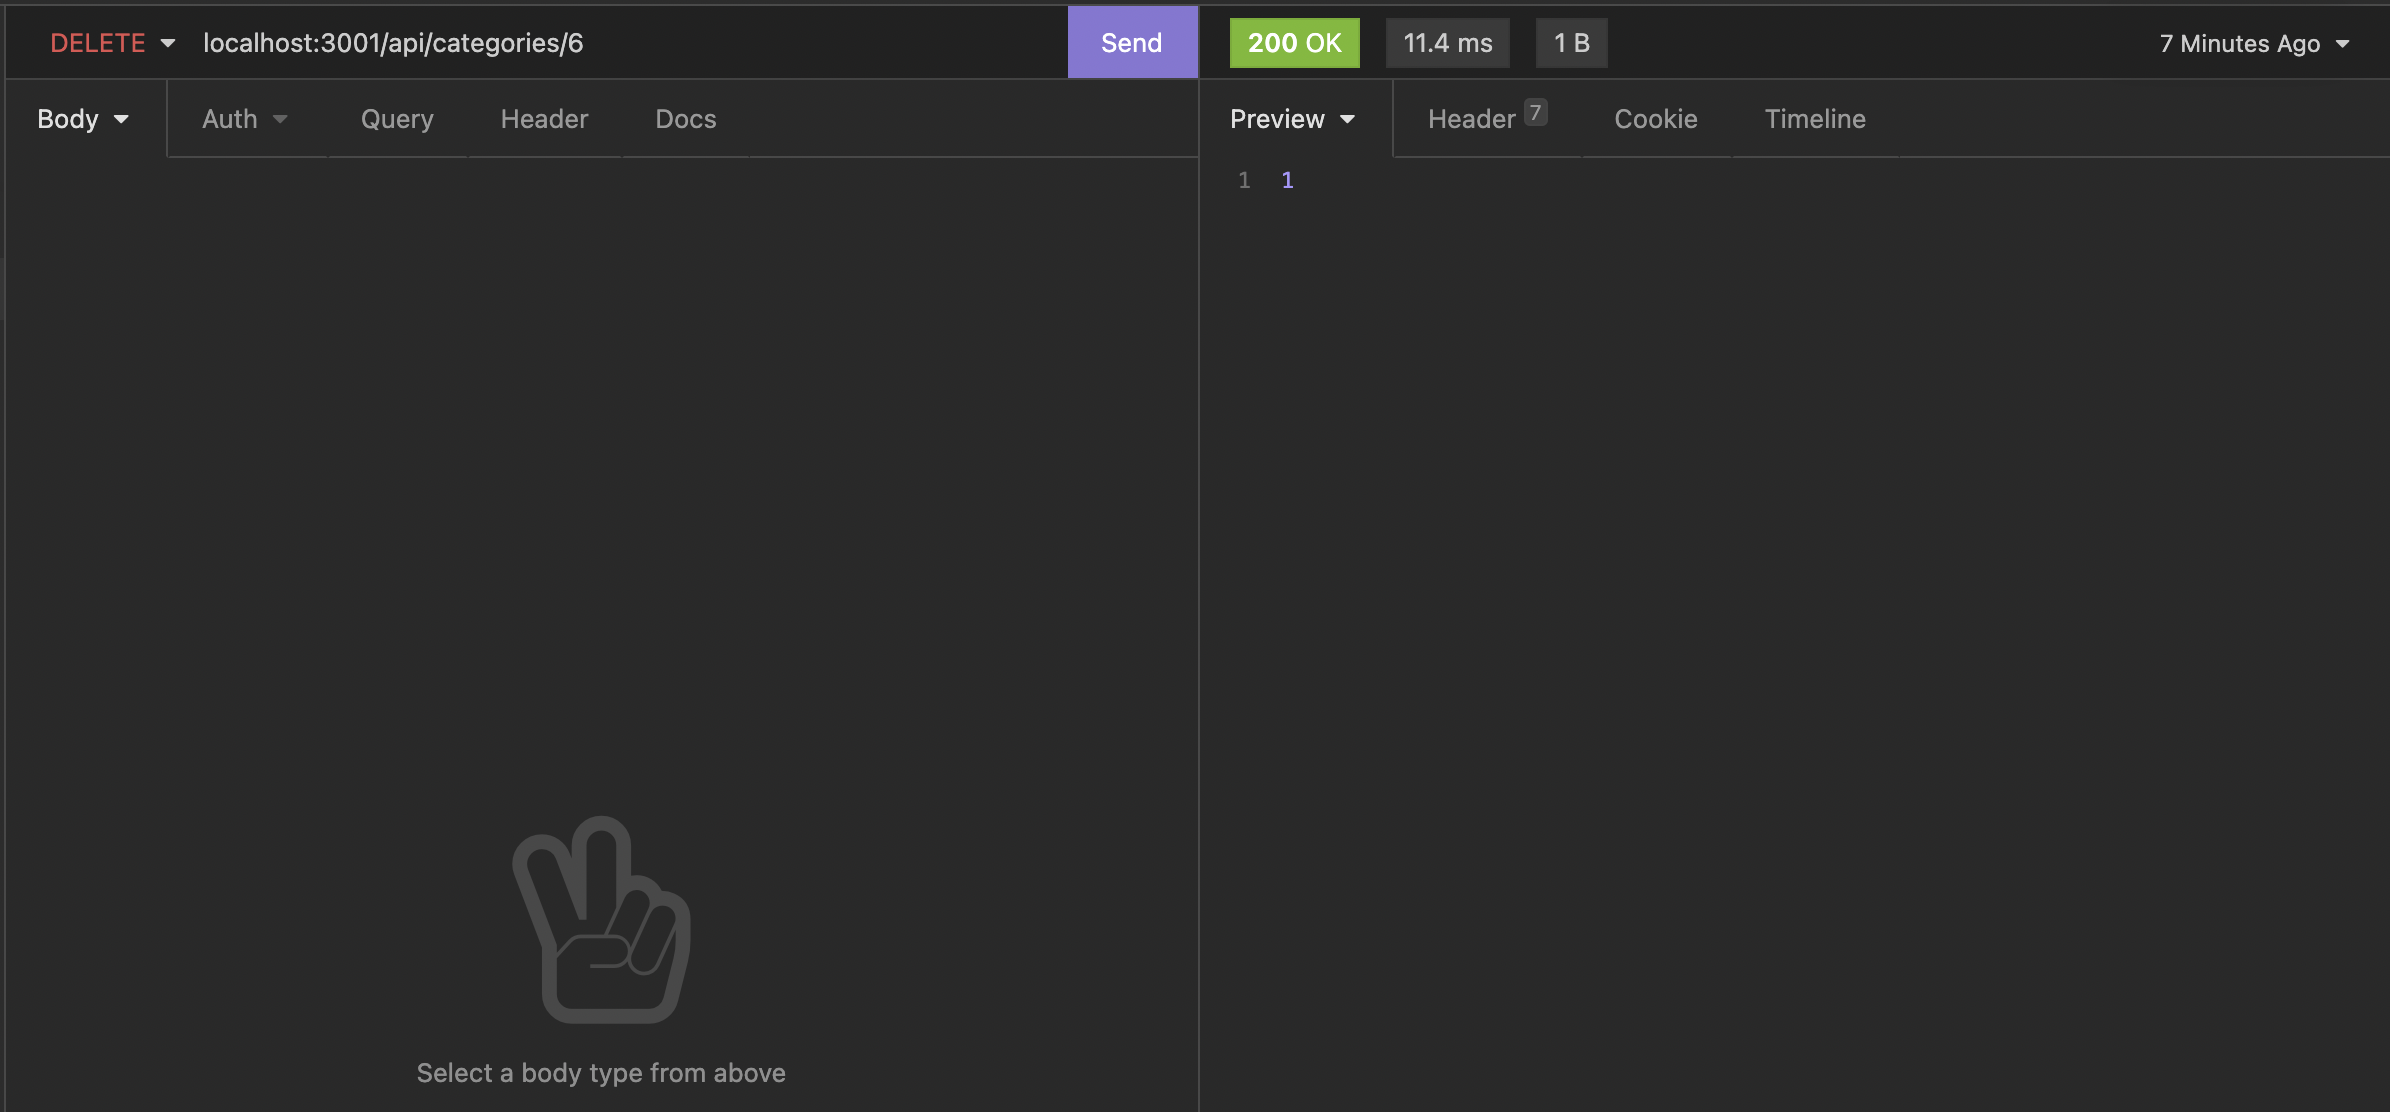 DELETE localhost:3001/api/categories/6 Send 200 OK 11.4 ms 1 B 7 Minutes Ago
Body Auth Query Header Docs Preview Header 7 Cookie Timeline
1 1
Select a body type from above